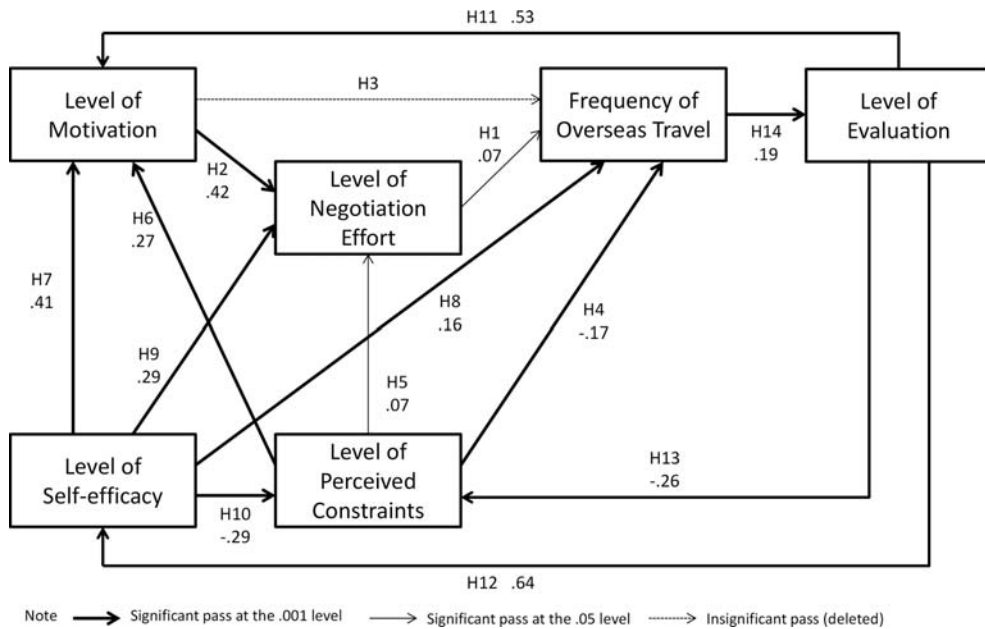 H11 .53
Level of
Motivation
H3
Frequency of
Overseas Travel
Level of
Evaluation
H1
.07
H14
.19
H2
.42
Level of
Negotiation
Effort
H6
.27
H7
.41
H8
.16
H4
-.17
H9
.29
H5
.07
Level of
Self-efficacy
Level of
Perceived
Constraints
H13
-.26
H10
-.29
H12 .64
Note Significant pass at the .001 level Significant pass at the .05 level Insignificant pass (deleted)